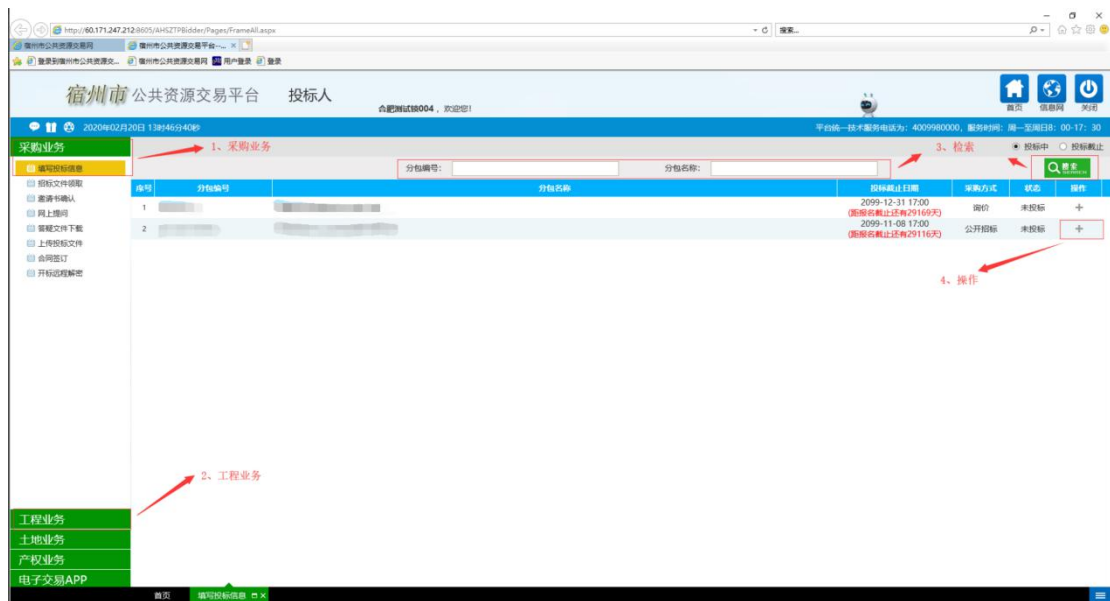 http://60.171.247.212:8605/AHSZTPBidder/Pages/FrameAll.aspx
搜索...
宿州市公共资源交易网
宿州市公共资源交易平台--...
登录到宿州市公共资源交...
宿州市公共资源交易网
用户登录
登录
宿州市公共资源交易平台 投标人
合肥测试锁004，欢迎您!
首页 信息网 关闭
2020年02月20日 13时46分40秒
平台统一技术服务电话为: 4009980000, 服务时间: 周一至周日8: 00-17: 30
采购业务
1、采购业务
3、检索
投标中 投标截止
填写投标信息
分包编号:
分包名称:
搜索
SEARCH
招标文件领取
邀请书确认
网上提问
答疑文件下载
上传投标文件
合同签订
开标远程解密
序号 分包编号 分包名称 投标截止日期 采购方式 状态 操作
1 2099-12-31 17:00 询价 未投标 +
(距报名截止还有29169天)
2 2099-11-08 17:00 公开招标 未投标 +
(距报名截止还有29116天)
4、操作
2、工程业务
工程业务
土地业务
产权业务
电子交易APP
首页 填写投标信息